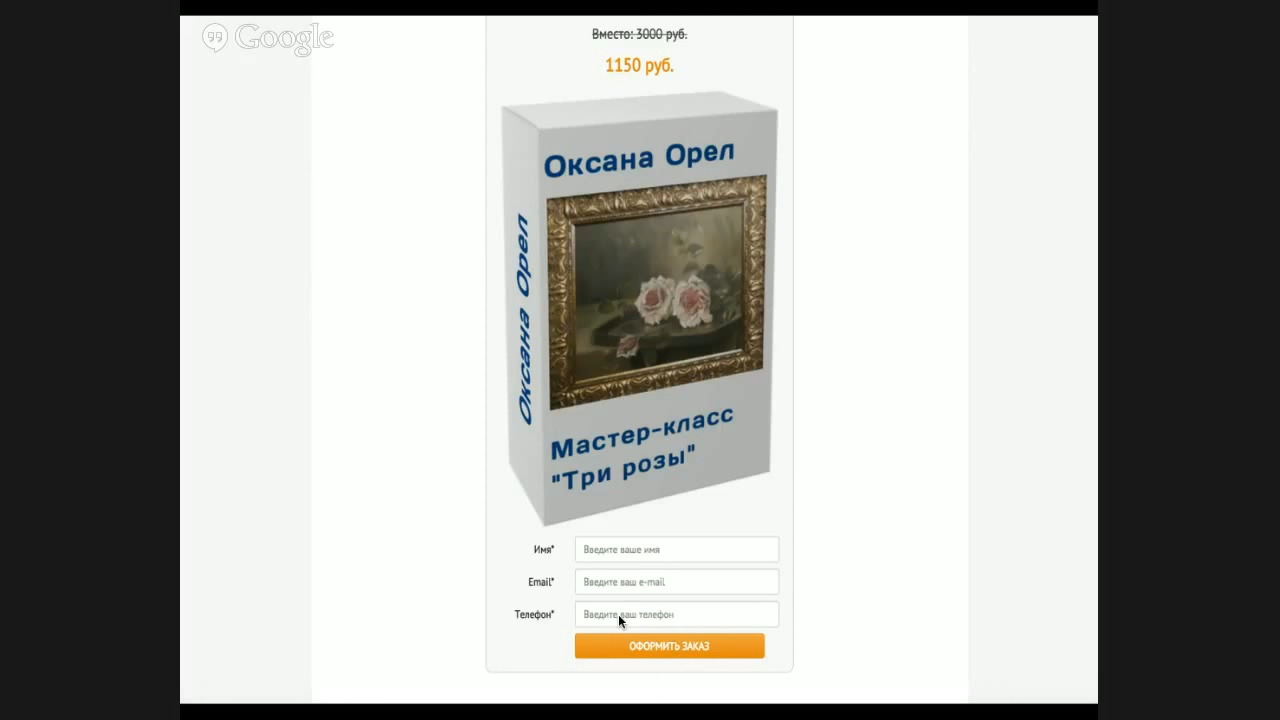 Google
Вместо: 3000 руб.
1150 руб.
Оксана Орел
Оксана Орел
Мастер-класс
"Три розы"
Имя*
Введите ваше имя
Email*
Введите ваш e-mail
Телефон*
Введите ваш телефон
ОФОРМИТЬ ЗАКАЗ